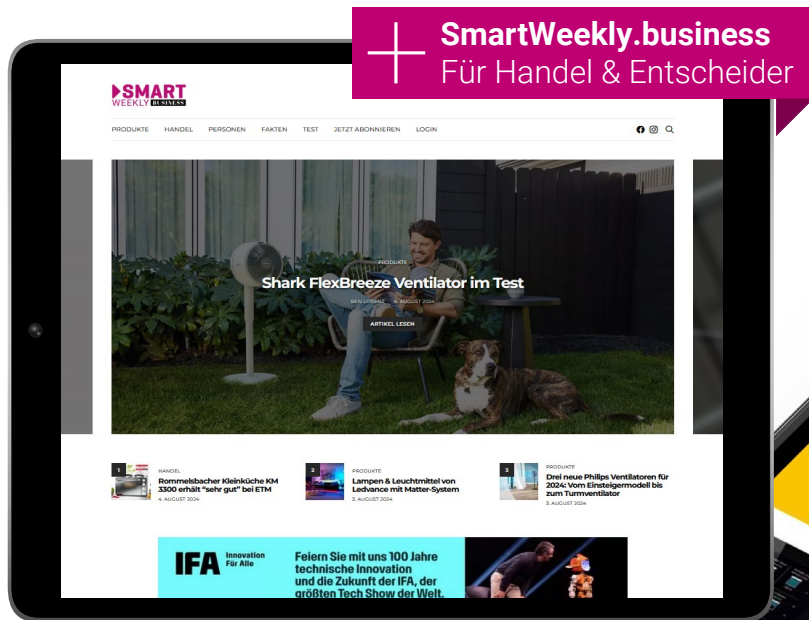 SmartWeekly.business
Für Handel & Entscheider
SMART
WEEKLY BUSINESS
PRODUKTE HANDEL PERSONEN FAKTEN TEST JETZT ABONNIEREN LOGIN
PRODUKTE
Shark FlexBreeze Ventilator im Test
BEN LORENZ 4. AUGUST 2024
ARTIKEL LESEN
1
HANDEL
Rommelsbacher Kleinküche KM
3300 erhält “sehr gut” bei ETM
4. AUGUST 2024
2
PRODUKTE
Lampen & Leuchtmittel von
Ledvance mit Matter-System
3. AUGUST 2024
3
PRODUKTE
Drei neue Philips Ventilatoren für
2024: Vom Einsteigermodell bis
zum Turmventilator
3. AUGUST 2024
IFA Innovation
Für Alle
Feiern Sie mit uns 100 Jahre
technische Innovation
und die Zukunft der IFA, der
größten Tech Show der Welt.